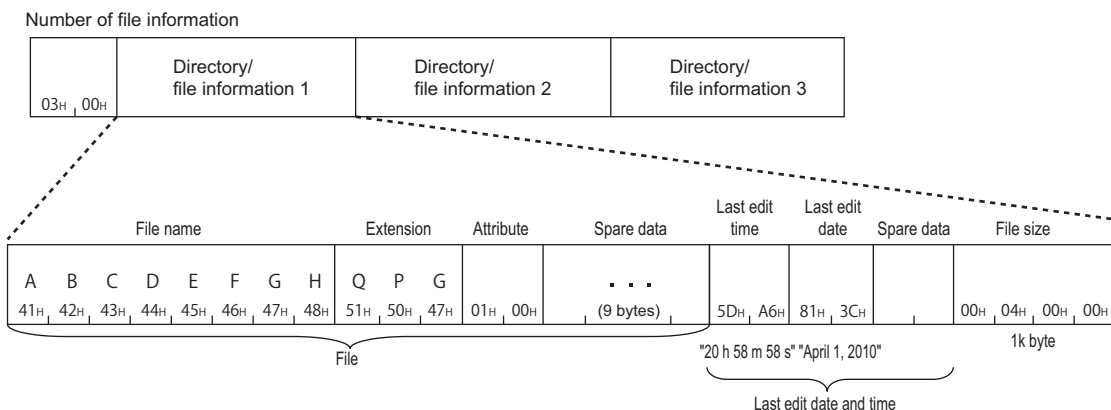 Number of file information
Directory/
file information 1
Directory/
file information 2
Directory/
file information 3
03H 00H
Last edit
time
Last edit
date
File name Extension Attribute Spare data Spare data File size
A B C D E F G H Q P G ...
41H 42H 43H 44H 45H 46H 47H 48H 51H 50H 47H 01H 00H (9 bytes) 5DH A6H 81H 3CH 00H 04H 00H 00H
File
"20 h 58 m 58 s" "April 1, 2010"
1k byte
Last edit date and time